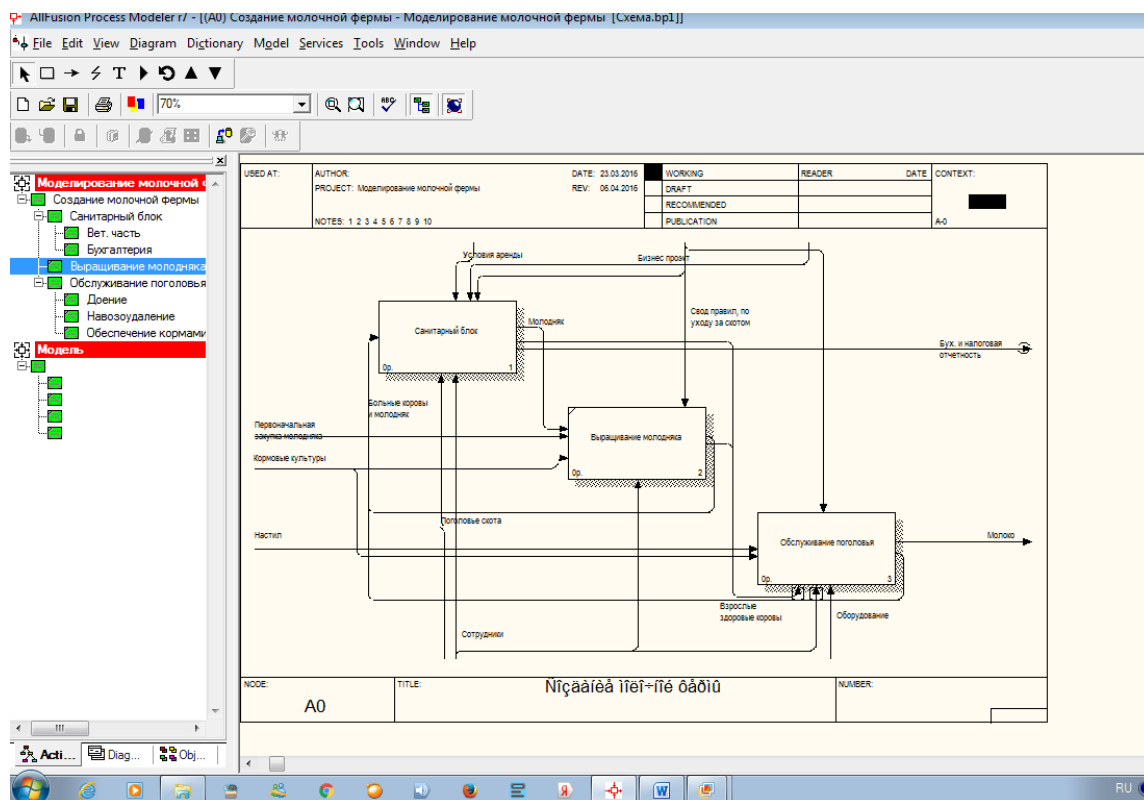 AllFusion Process Modeler r7 - [(A0) Создание молочной фермы - Моделирование молочной фермы [Схема.bp1]]
File Edit View Diagram Dictionary Model Services Tools Window Help
70%
Моделирование молочной ф
Создание молочной фермы
Санитарный блок
Вет. часть
Бухгалтерия
Выращивание молодняка
Обслуживание поголовья
Доение
Навозоудаление
Обеспечение кормами
Модель
Acti... Diag... Obj...
USED AT: AUTHOR: DATE: 23.03.2016 WORKING READER DATE CONTEXT:
PROJECT: Моделирование молочной фермы REV: 06.04.2016 DRAFT
RECOMMENDED
NOTES: 1 2 3 4 5 6 7 8 9 10 PUBLICATION A-0
Условия аренды
Бизнес проэкт
Свод правил, по
уходу за скотом
Санитарный блок
0р. 1
Молодняк
Бух. и налоговая
отчетность
Больные коровы
и молодняк
Первоначальная
закупка молодняка
Выращивание молодняка
0р. 2
Кормовые культуры
Поголовье скота
Настил
Обслуживание поголовья
0р. 3
Молоко
Взрослые
здоровые коровы
Оборудование
Сотрудники
NODE: TITLE: NUMBER:
A0
Ñîçäàíèå ìîëî÷íîé ôåðìû
RU